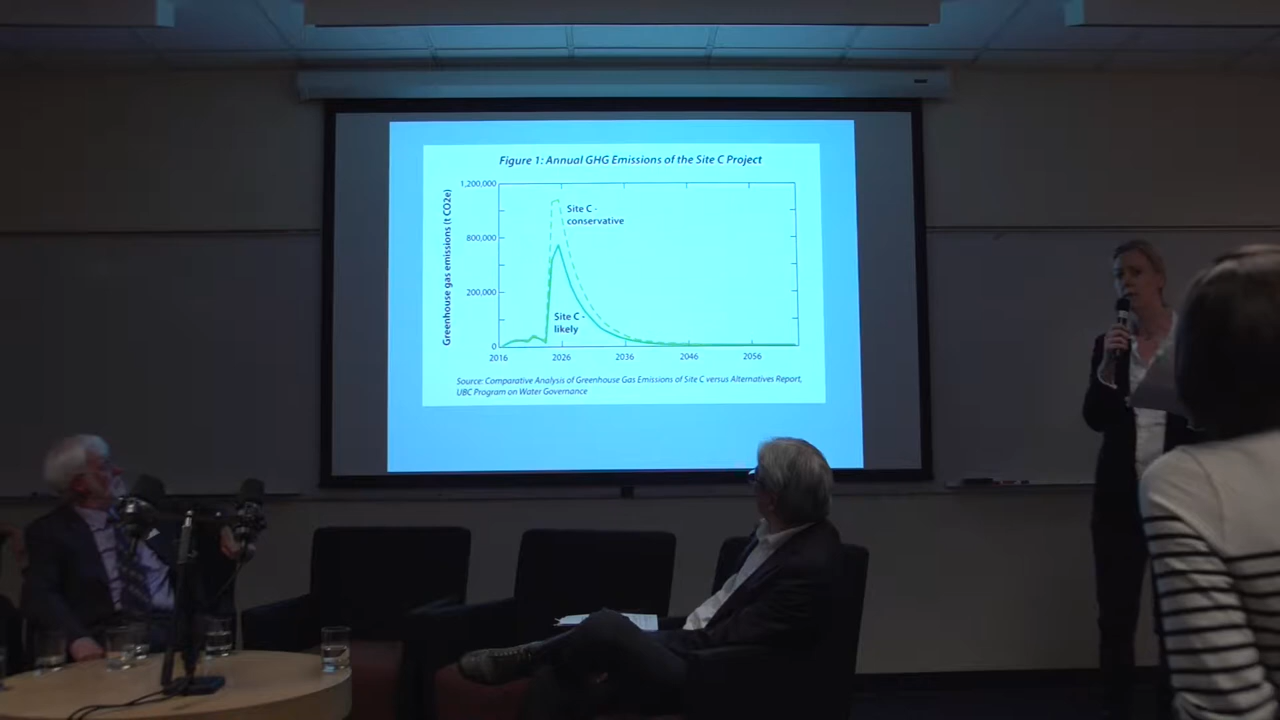 Figure 1: Annual GHG Emissions of the Site C Project
Greenhouse gas emissions (t CO2e)
1,200,000
800,000
200,000
0
Site C -
conservative
Site C -
likely
2016
2026
2036
2046
2056
Source: Comparative Analysis of Greenhouse Gas Emissions of Site C versus Alternatives Report,
UBC Program on Water Governance